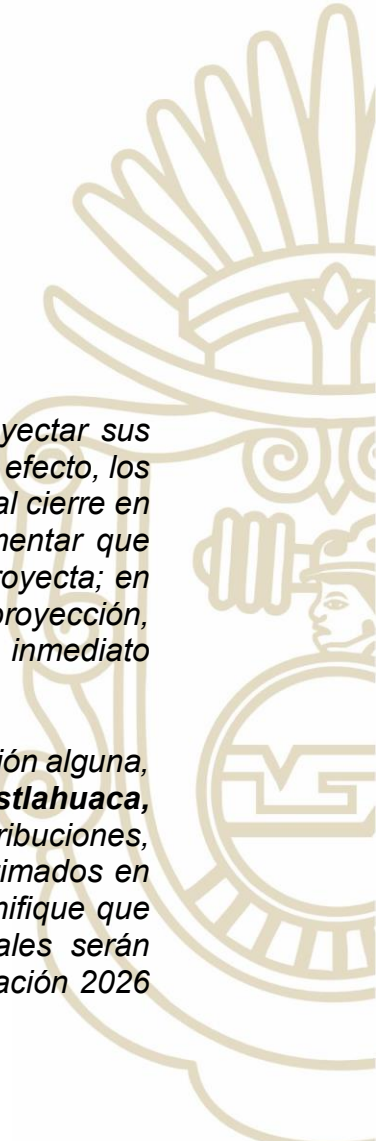 yectar sus
efecto, los
al cierre en
mentar que
royecta; en
proyección,
inmediato
ión alguna,
stlahuaca,
ribuciones,
imados en
nifique que
ales serán
ación 2026